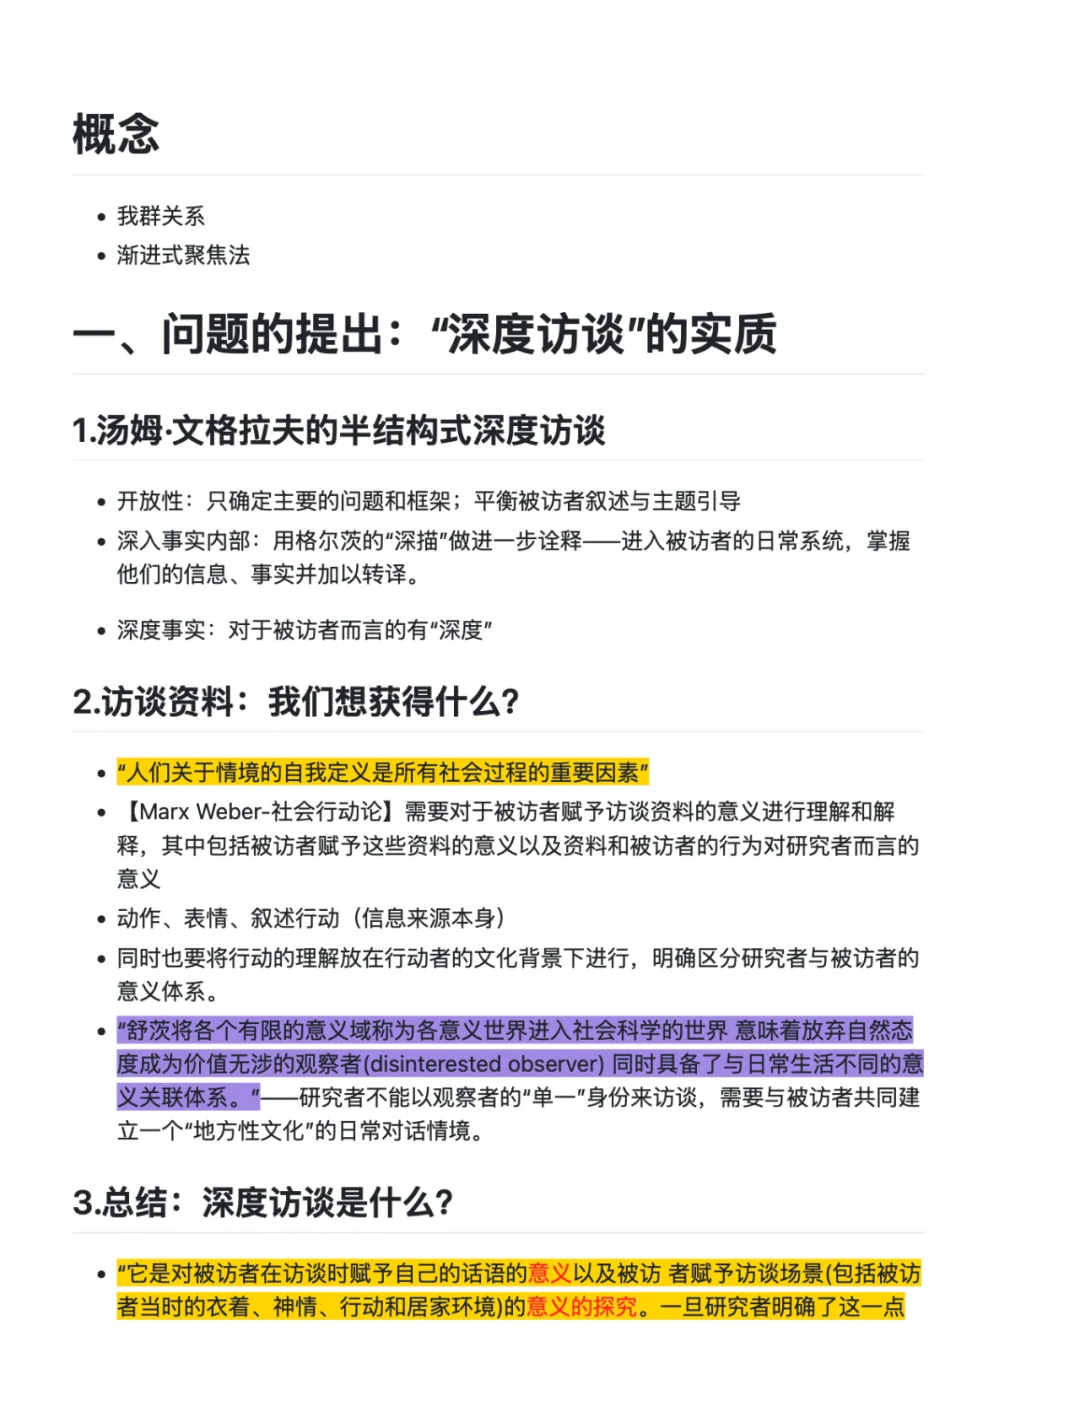 概念
我群关系
渐进式聚焦法
一、问题的提出：“深度访谈”的实质
1.汤姆·文格拉夫的半结构式深度访谈
开放性：只确定主要的问题和框架；平衡被访者叙述与主题引导
深入事实内部：用格尔茨的“深描”做进一步诠释——进入被访者的日常系统，掌握
他们的信息、事实并加以转译。
深度事实：对于被访者而言的有“深度”
2.访谈资料：我们想获得什么？
“人们关于情境的自我定义是所有社会过程的重要因素”
【Marx Weber-社会行动论】需要对于被访者赋予访谈资料的意义进行理解和解
释，其中包括被访者赋予这些资料的意义以及资料和被访者的行为对研究者而言的
意义
动作、表情、叙述行动（信息来源本身）
同时也要将行动的理解放在行动者的文化背景下进行，明确区分研究者与被访者的
意义体系。
“舒茨将各个有限的意义域称为各意义世界进入社会科学的世界 意味着放弃自然态
度成为价值无涉的观察者(disinterested observer) 同时具备了与日常生活不同的意
义关联体系。”——研究者不能以观察者的“单一”身份来访谈，需要与被访者共同建
立一个“地方性文化”的日常对话情境。
3.总结：深度访谈是什么？
“它是对被访者在访谈时赋予自己的话语的意义以及被访 者赋予访谈场景(包括被访
者当时的衣着、神情、行动和居家环境)的意义的探究。一旦研究者明确了这一点